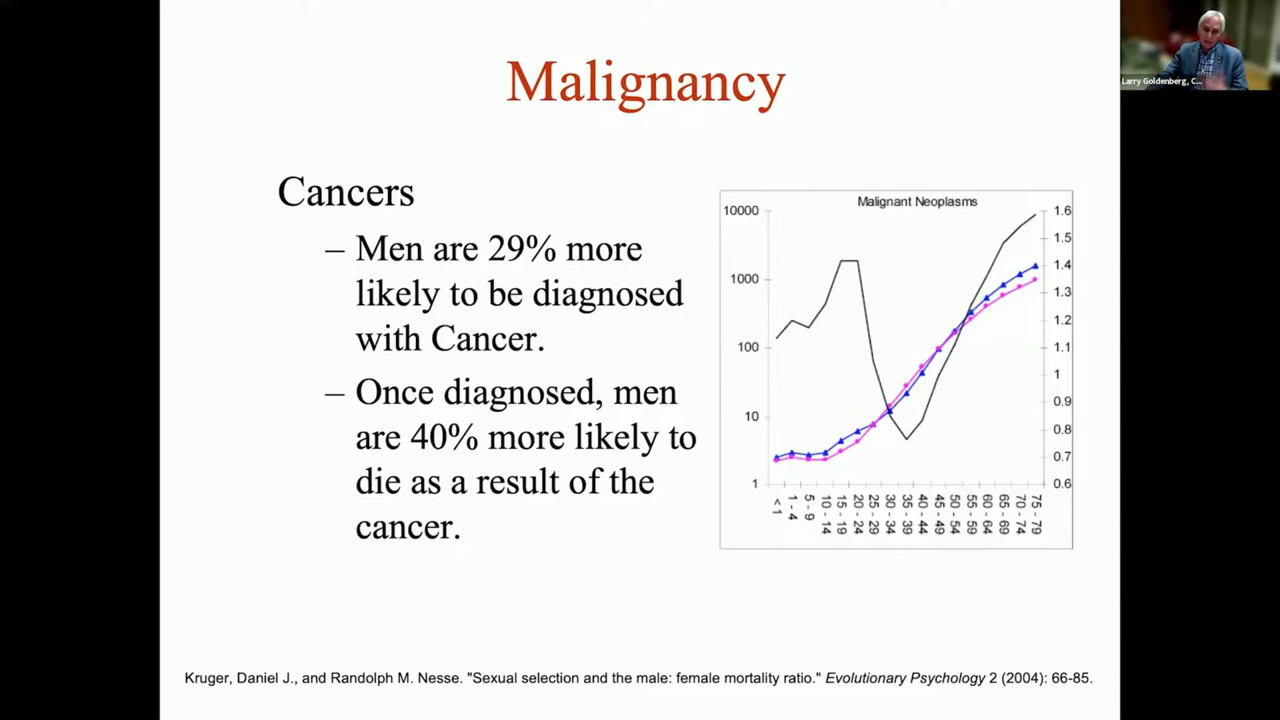 Malignancy
Larry Goldenberg, C...
Cancers
– Men are 29% more
likely to be diagnosed
with Cancer.
– Once diagnosed, men
are 40% more likely to
die as a result of the
cancer.
Malignant Neoplasms
10000
1000
100
10
1
1.6
1.5
1.4
1.3
1.2
1.1
1
0.9
0.8
0.7
0.6
< 1
1 - 4
5 - 9
10 - 14
15 - 19
20 - 24
25 - 29
30 - 34
35 - 39
40 - 44
45 - 49
50 - 54
55 - 59
60 - 64
65 - 69
70 - 74
75 - 79
Kruger, Daniel J., and Randolph M. Nesse. "Sexual selection and the male: female mortality ratio." Evolutionary Psychology 2 (2004): 66-85.